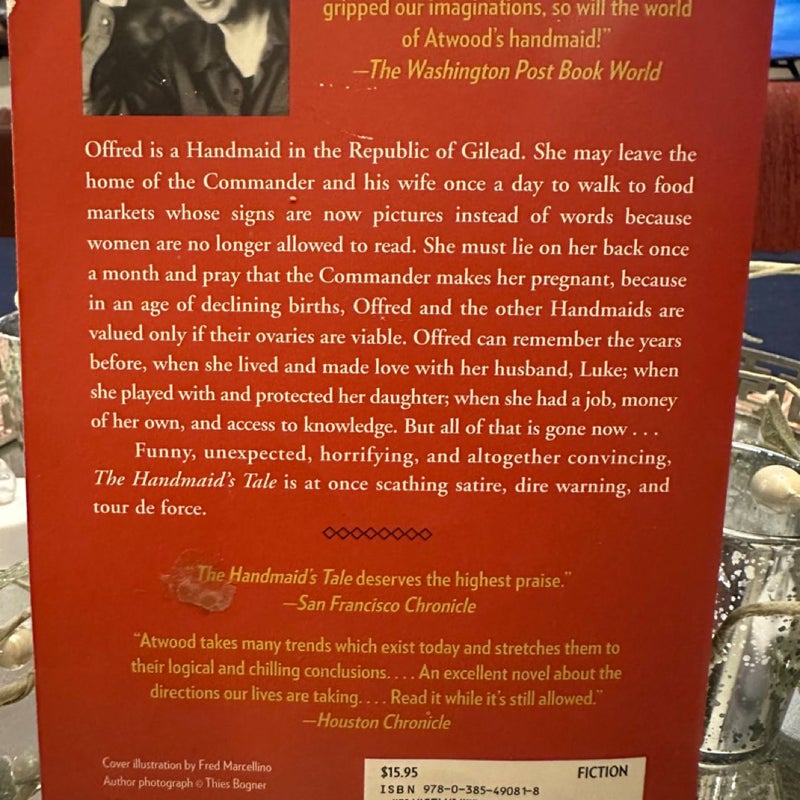 gripped our imaginations, so will the world
of Atwood's handmaid!"
—The Washington Post Book World
Offred is a Handmaid in the Republic of Gilead. She may leave the
home of the Commander and his wife once a day to walk to food
markets whose signs are now pictures instead of words because
women are no longer allowed to read. She must lie on her back once
a month and pray that the Commander makes her pregnant, because
in an age of declining births, Offred and the other Handmaids are
valued only if their ovaries are viable. Offred can remember the years
before, when she lived and made love with her husband, Luke; when
she played with and protected her daughter; when she had a job, money
of her own, and access to knowledge. But all of that is gone now . . .
Funny, unexpected, horrifying, and altogether convincing,
The Handmaid's Tale is at once scathing satire, dire warning, and
tour de force.
"The Handmaid's Tale deserves the highest praise."
—San Francisco Chronicle
"Atwood takes many trends which exist today and stretches them to
their logical and chilling conclusions. . . . An excellent novel about the
directions our lives are taking. . . . Read it while it's still allowed."
—Houston Chronicle
Cover illustration by Fred Marcellino
Author photograph © Thies Bogner
$15.95 FICTION
ISBN 978-0-385-49081-8